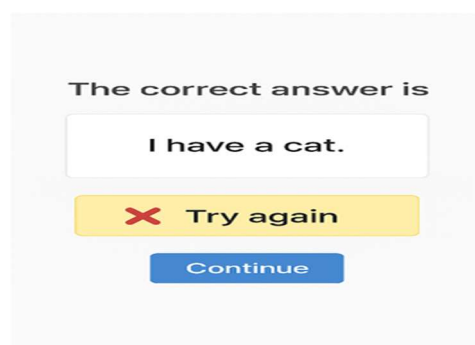 The correct answer is
I have a cat.
Try again
Continue